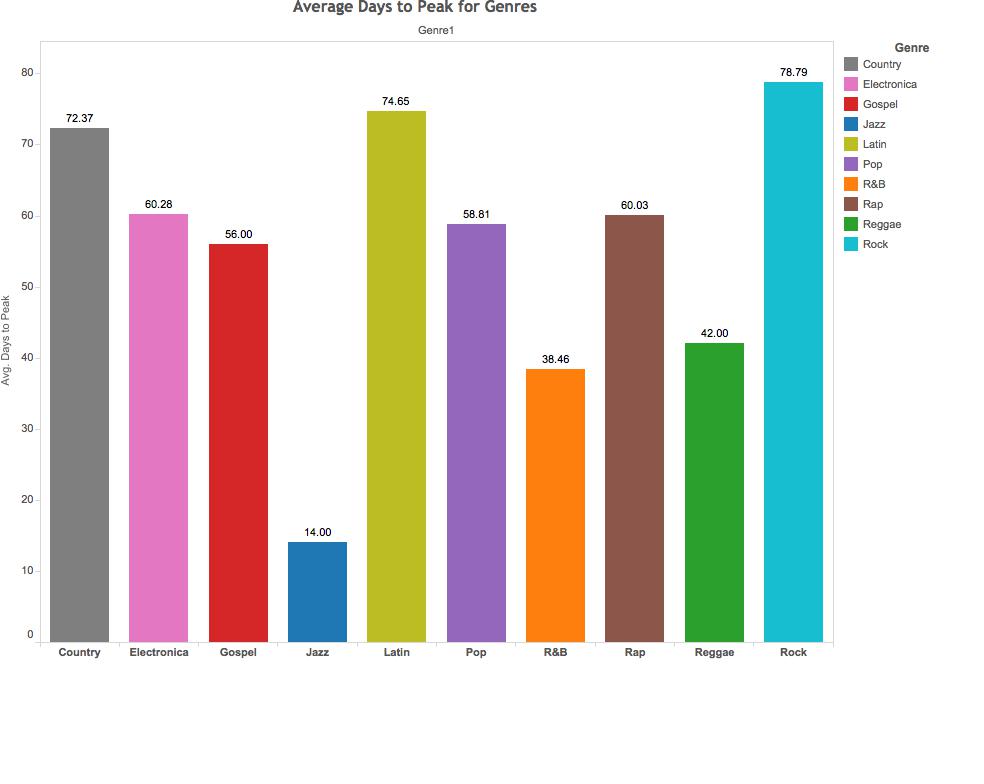 Average Days to Peak for Genres
Genre1
Genre
Country
Electronica
Gospel
Jazz
Latin
Pop
R&B
Rap
Reggae
Rock
Avg. Days to Peak
80
70
60
50
40
30
20
10
0
72.37
60.28
56.00
14.00
74.65
58.81
38.46
60.03
42.00
78.79
Country Electronica Gospel Jazz Latin Pop R&B Rap Reggae Rock